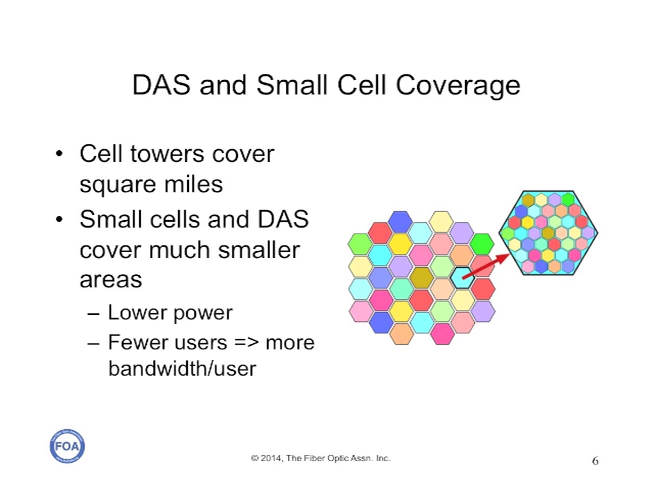 DAS and Small Cell Coverage
• Cell towers cover
square miles
• Small cells and DAS
cover much smaller
areas
– Lower power
– Fewer users => more
bandwidth/user
FOA
© 2014, The Fiber Optic Assn. Inc.
6